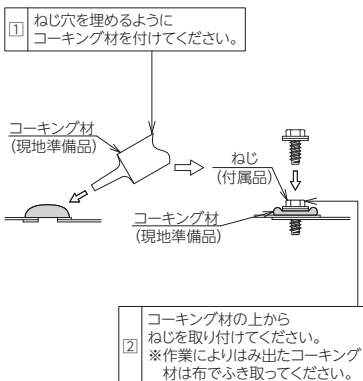 1
ねじ穴を埋めるように
コーキング材を付けてください。
コーキング材
(現地準備品)
ねじ
(付属品)
コーキング材
(現地準備品)
2
コーキング材の上から
ねじを取り付けてください。
※作業によりはみ出たコーキング
材は布でふき取ってください。